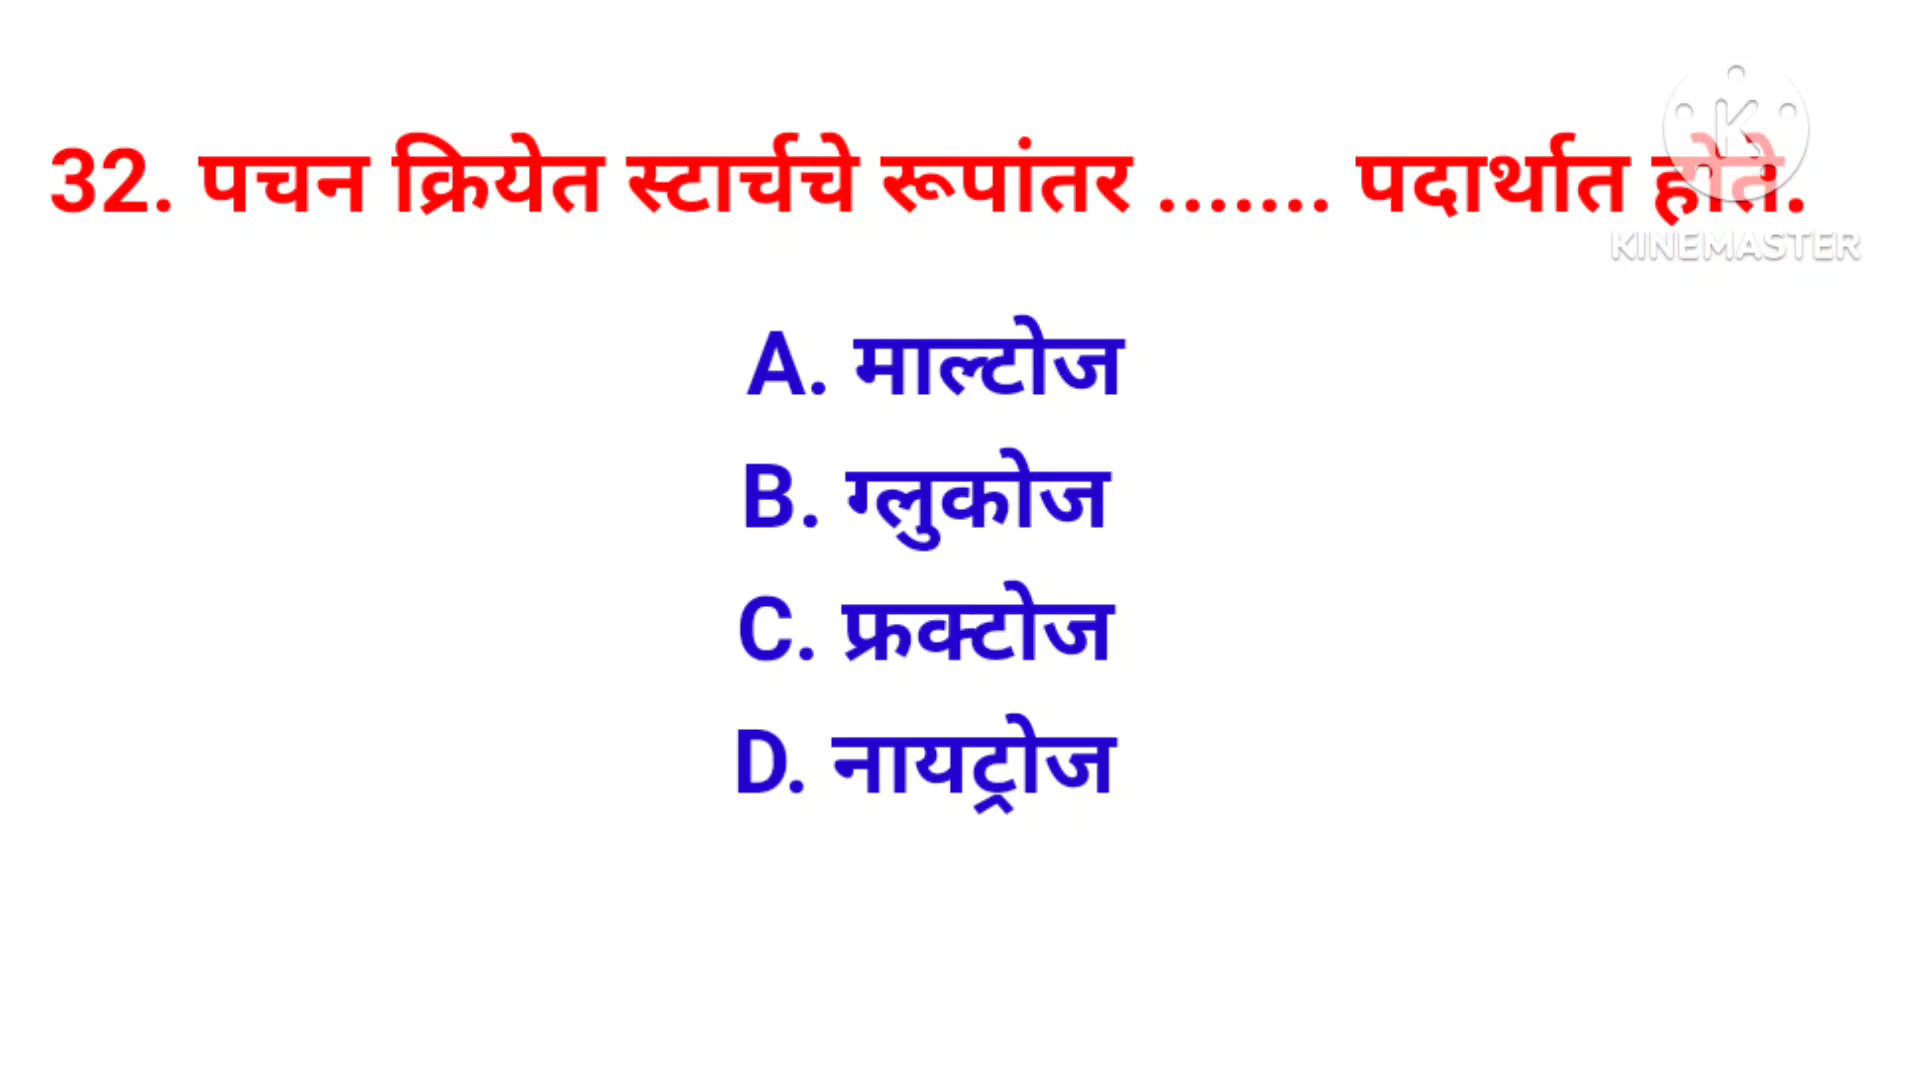 32. पचन क्रियेत स्टार्चचे रूपांतर ....... पदार्थात होते.
KINEMASTER
A. माल्टोज
B. ग्लुकोज
C. फ्रक्टोज
D. नायट्रोज